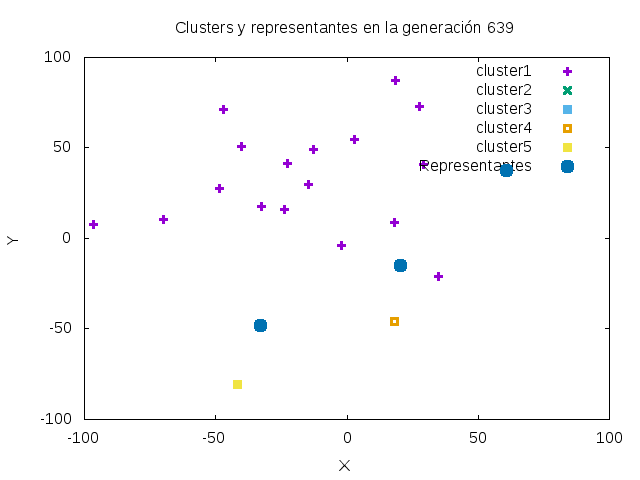 Clusters y representantes en la generación 639
100
50
0
-50
-100
-100
-50
0
50
100
X
Y
cluster1
cluster2
cluster3
cluster4
cluster5
Representantes